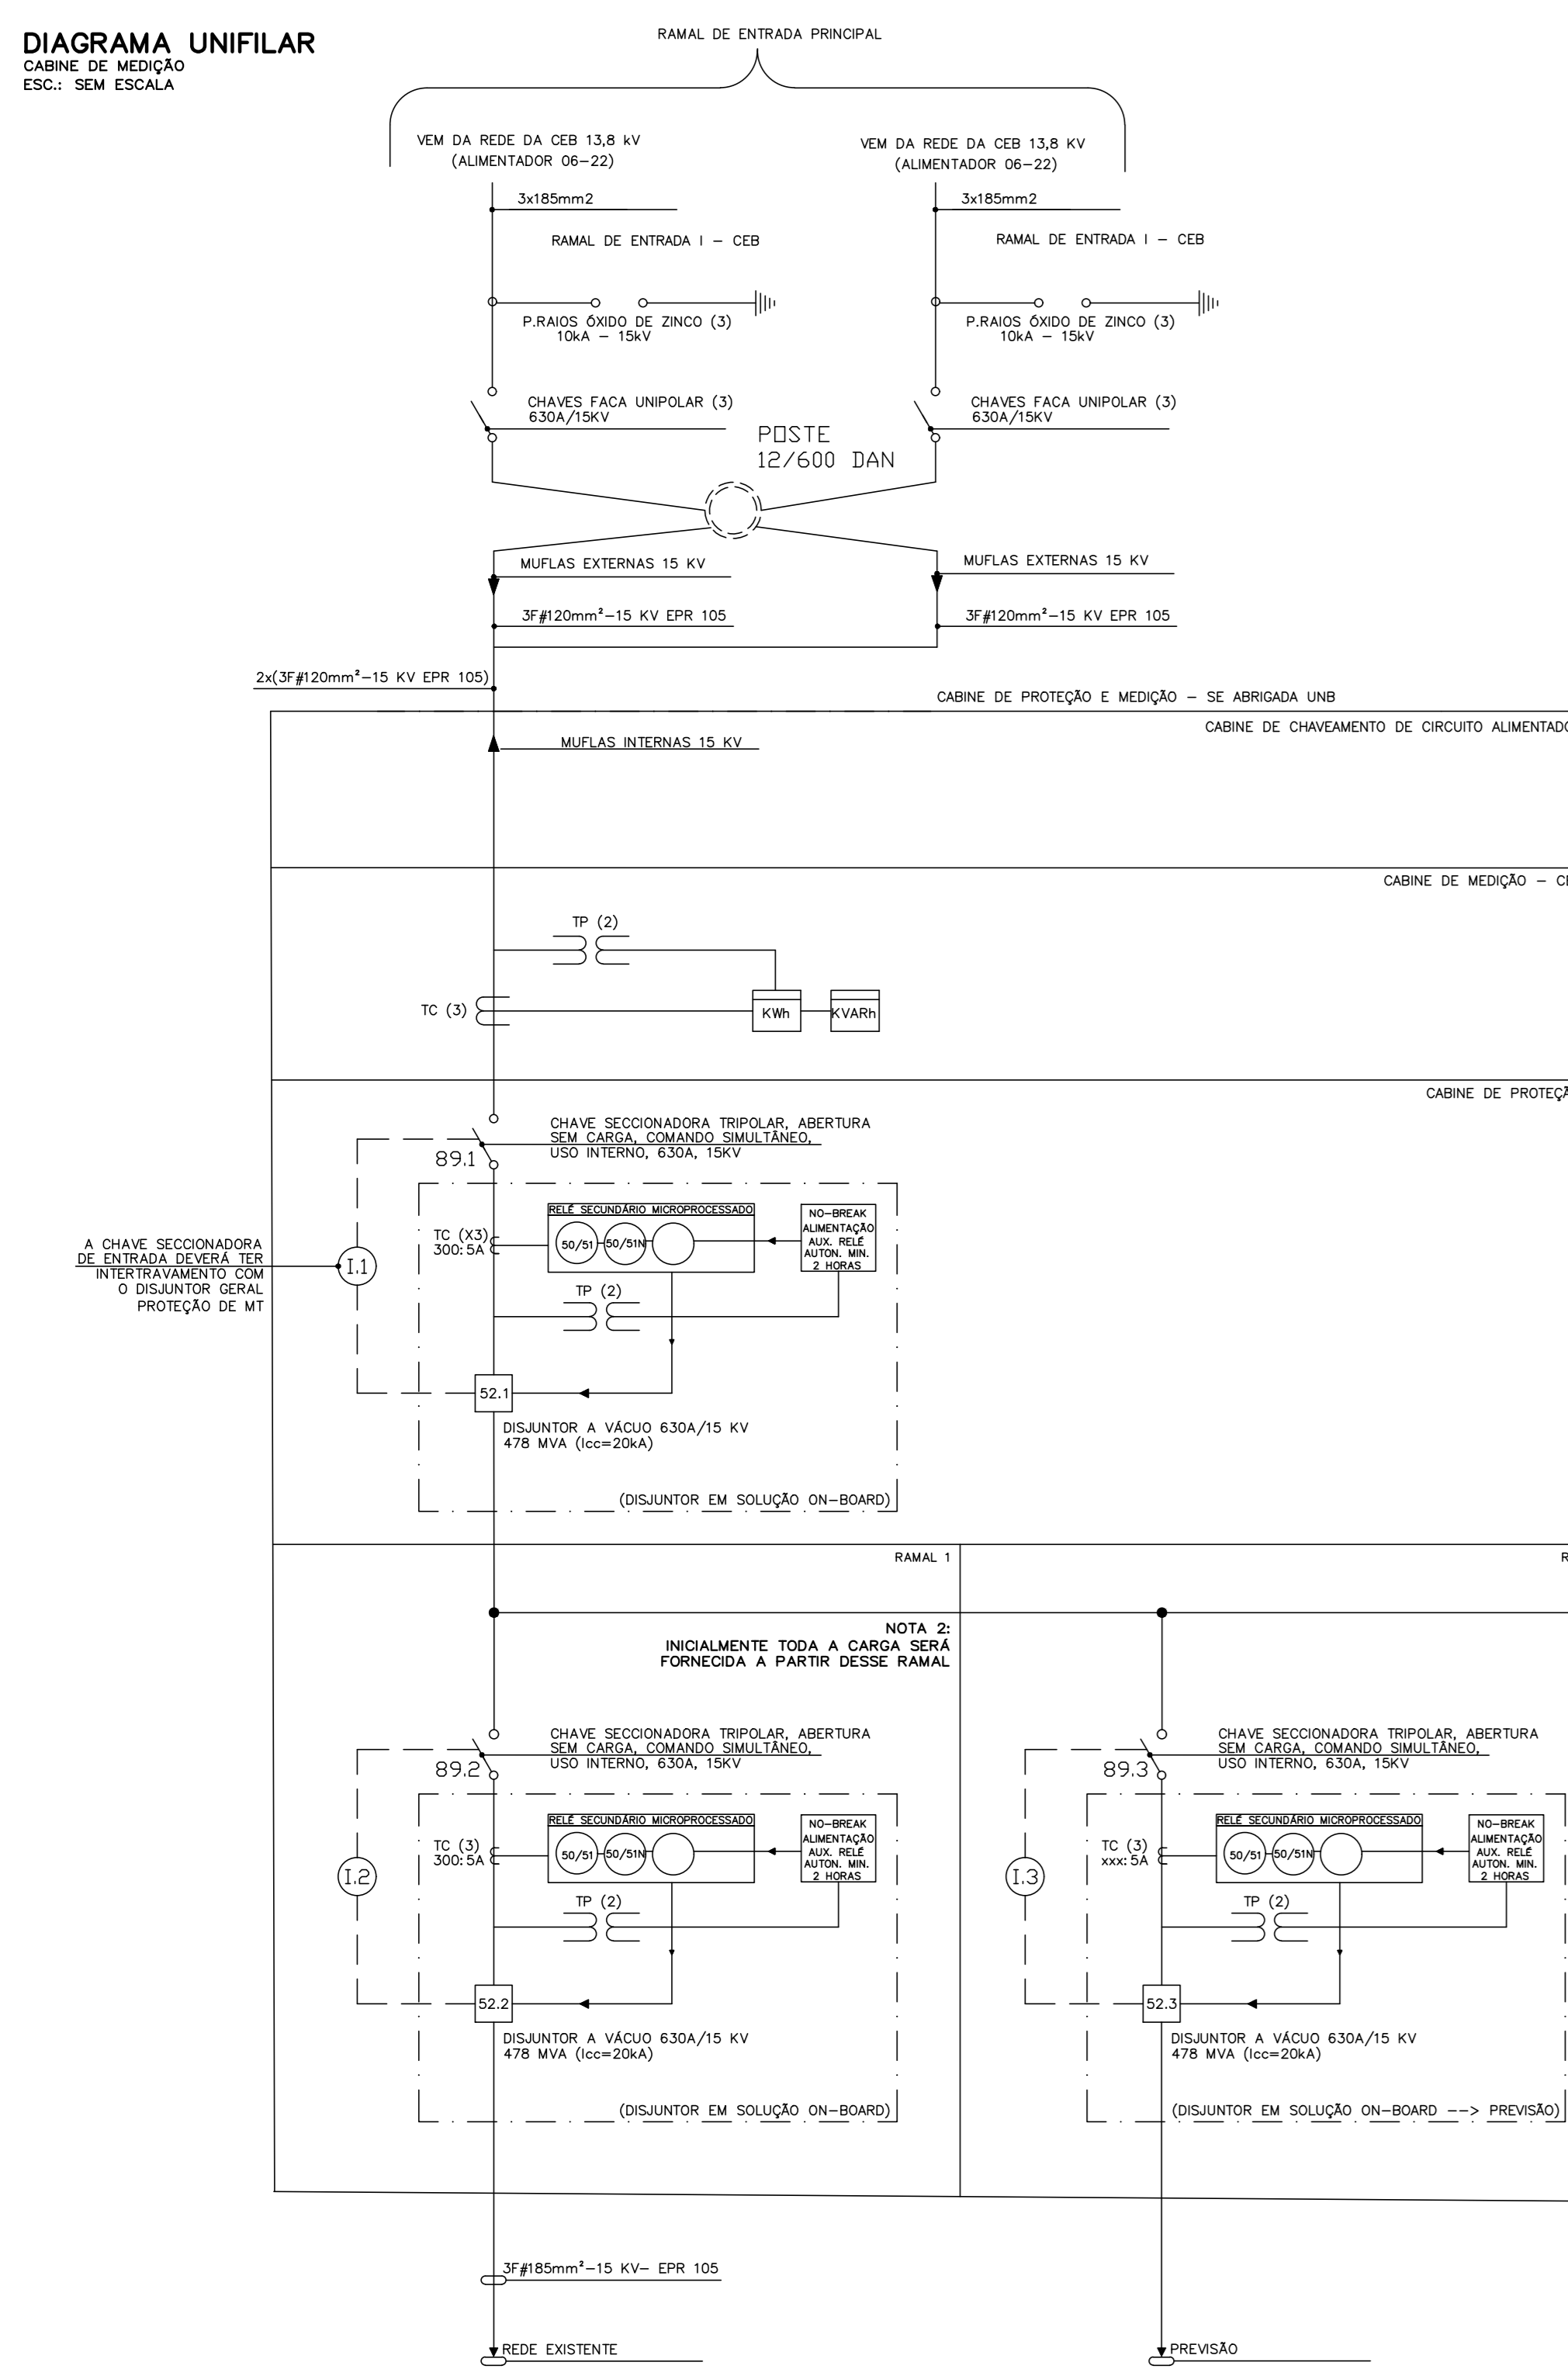 DIAGRAMA UNIFILAR
CABINE DE MEDIÇÃO
ESC.: SEM ESCALA
RAMAL DE ENTRADA PRINCIPAL
VEM DA REDE DA CEB 13,8 kV
(ALIMENTADOR 06-22)
VEM DA REDE DA CEB 13,8 KV
(ALIMENTADOR 06-22)
3x185mm2
3x185mm2
RAMAL DE ENTRADA I - CEB
RAMAL DE ENTRADA I - CEB
P.RAIOS ÓXIDO DE ZINCO (3)
10kA - 15kV
P.RAIOS ÓXIDO DE ZINCO (3)
10kA - 15kV
CHAVES FACA UNIPOLAR (3)
630A/15KV
CHAVES FACA UNIPOLAR (3)
630A/15KV
POSTE
12/600 DAN
MUFLAS EXTERNAS 15 KV
MUFLAS EXTERNAS 15 KV
3F#120mm²-15 KV EPR 105
3F#120mm²-15 KV EPR 105
2x(3F#120mm²-15 KV EPR 105)
CABINE DE PROTEÇÃO E MEDIÇÃO - SE ABRIGADA UNB
CABINE DE CHAVEAMENTO DE CIRCUITO
MUFLAS INTERNAS 15 KV
CABINE DE MEDIÇÃO -
TP (2)
TC (3)
KWh
KVARh
CABINE DE
CHAVE SECCIONADORA TRIPOLAR, ABERTURA
SEM CARGA, COMANDO SIMULTÂNEO,
USO INTERNO, 630A, 15KV
89.1
RELÉ SECUNDÁRIO MICROPROCESSADO
50/51
50/51N
NO-BREAK
ALIMENTAÇÃO
AUX. RELÉ
AUTON. MIN.
2 HORAS
TC (X3)
300:5A
TP (2)
A CHAVE SECCIONADORA
DE ENTRADA DEVERÁ TER
INTERTRAVAMENTO COM
O DISJUNTOR GERAL
PROTEÇÃO DE MT
I.1
52.1
DISJUNTOR A VÁCUO 630A/15 KV
478 MVA (Icc=20kA)
(DISJUNTOR EM SOLUÇÃO ON-BOARD)
RAMAL 1
NOTA 2:
INICIALMENTE TODA A CARGA SERÁ
FORNECIDA A PARTIR DESSE RAMAL
CHAVE SECCIONADORA TRIPOLAR, ABERTURA
SEM CARGA, COMANDO SIMULTÂNEO,
USO INTERNO, 630A, 15KV
89.2
RELÉ SECUNDÁRIO MICROPROCESSADO
50/51
50/51N
NO-BREAK
ALIMENTAÇÃO
AUX. RELÉ
AUTON. MIN.
2 HORAS
TC (3)
300:5A
I.2
TP (2)
52.2
DISJUNTOR A VÁCUO 630A/15 KV
478 MVA (Icc=20kA)
(DISJUNTOR EM SOLUÇÃO ON-BOARD)
CHAVE SECCIONADORA TRIPOLAR, ABERTURA
SEM CARGA, COMANDO SIMULTÂNEO,
USO INTERNO, 630A, 15KV
89.3
RELÉ SECUNDÁRIO MICROPROCESSADO
50/51
50/51N
NO-BREAK
ALIMENTAÇÃO
AUX. RELÉ
AUTON. MIN.
2 HORAS
TC (3)
xxx:5A
I.3
TP (2)
52.3
DISJUNTOR A VÁCUO 630A/15 KV
478 MVA (Icc=20kA)
(DISJUNTOR EM SOLUÇÃO ON-BOARD --> PREVISÃO)
3F#185mm²-15 KV- EPR 105
REDE EXISTENTE
PREVISÃO